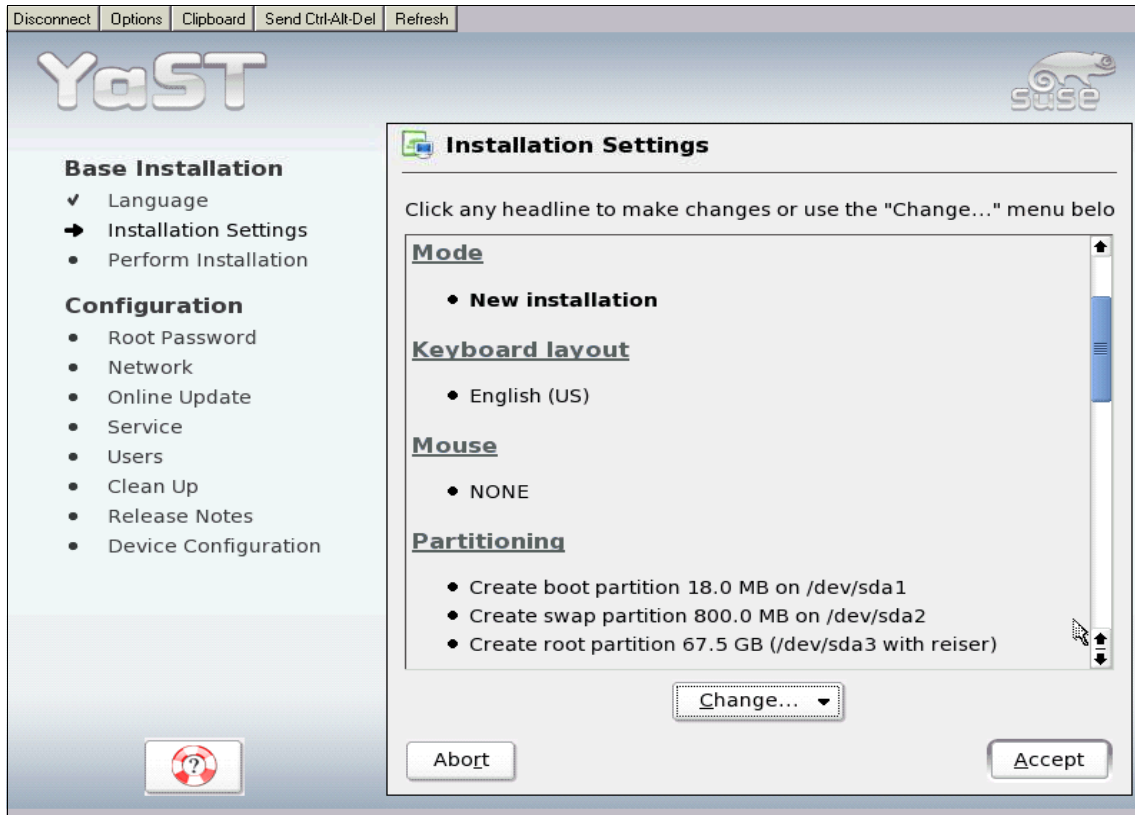 Disconnect Options Clipboard Send Ctrl-Alt-Del Refresh
YaST
suse
Base Installation
Language
Installation Settings
Perform Installation
Configuration
Root Password
Network
Online Update
Service
Users
Clean Up
Release Notes
Device Configuration
Installation Settings
Click any headline to make changes or use the "Change..." menu belo
Mode
New installation
Keyboard layout
English (US)
Mouse
NONE
Partitioning
Create boot partition 18.0 MB on /dev/sda1
Create swap partition 800.0 MB on /dev/sda2
Create root partition 67.5 GB (/dev/sda3 with reiser)
Change...
?
Abort
Accept